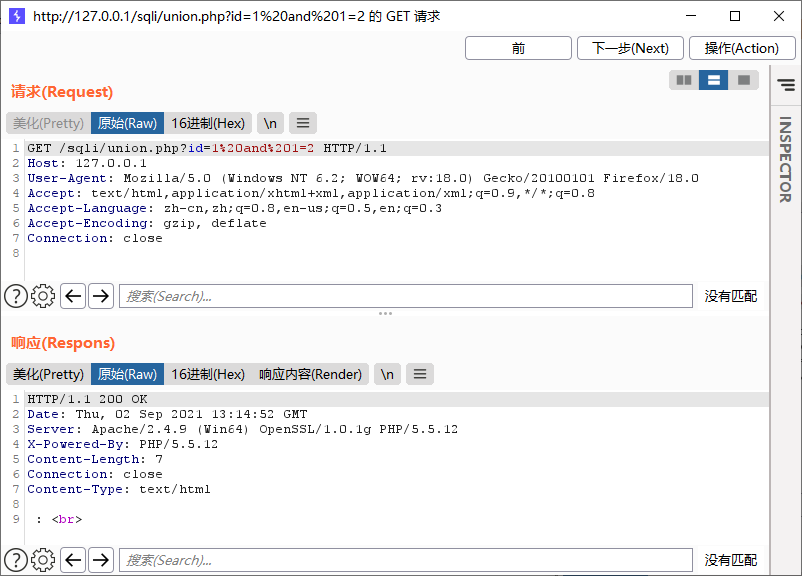 http://127.0.0.1/sqli/union.php?id=1%20and%201=2 的 GET 请求
前 下一步(Next) 操作(Action)
请求(Request)
美化(Pretty) 原始(Raw) 16进制(Hex) \n
INSPECTOR
1 GET /sqli/union.php?id=1%20and%201=2 HTTP/1.1
2 Host: 127.0.0.1
3 User-Agent: Mozilla/5.0 (Windows NT 6.2; WOW64; rv:18.0) Gecko/20100101 Firefox/18.0
4 Accept: text/html,application/xhtml+xml,application/xml;q=0.9,*/*;q=0.8
5 Accept-Language: zh-cn,zh;q=0.8,en-us;q=0.5,en;q=0.3
6 Accept-Encoding: gzip, deflate
7 Connection: close
8
搜索(Search)... 没有匹配
响应(Respons)
美化(Pretty) 原始(Raw) 16进制(Hex) 响应内容(Render) \n
1 HTTP/1.1 200 OK
2 Date: Thu, 02 Sep 2021 13:14:52 GMT
3 Server: Apache/2.4.9 (Win64) OpenSSL/1.0.1g PHP/5.5.12
4 X-Powered-By: PHP/5.5.12
5 Content-Length: 7
6 Connection: close
7 Content-Type: text/html
8
9 : <br>
搜索(Search)... 没有匹配